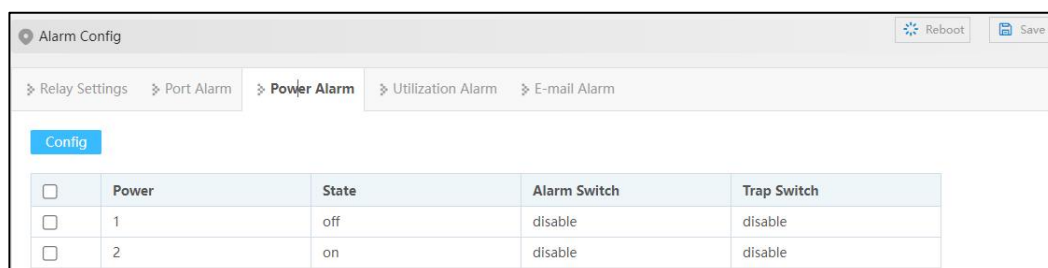 Alarm Config Reboot Save
Relay Settings Port Alarm Power Alarm Utilization Alarm E-mail Alarm
Config
Power State Alarm Switch Trap Switch
1 off disable disable
2 on disable disable